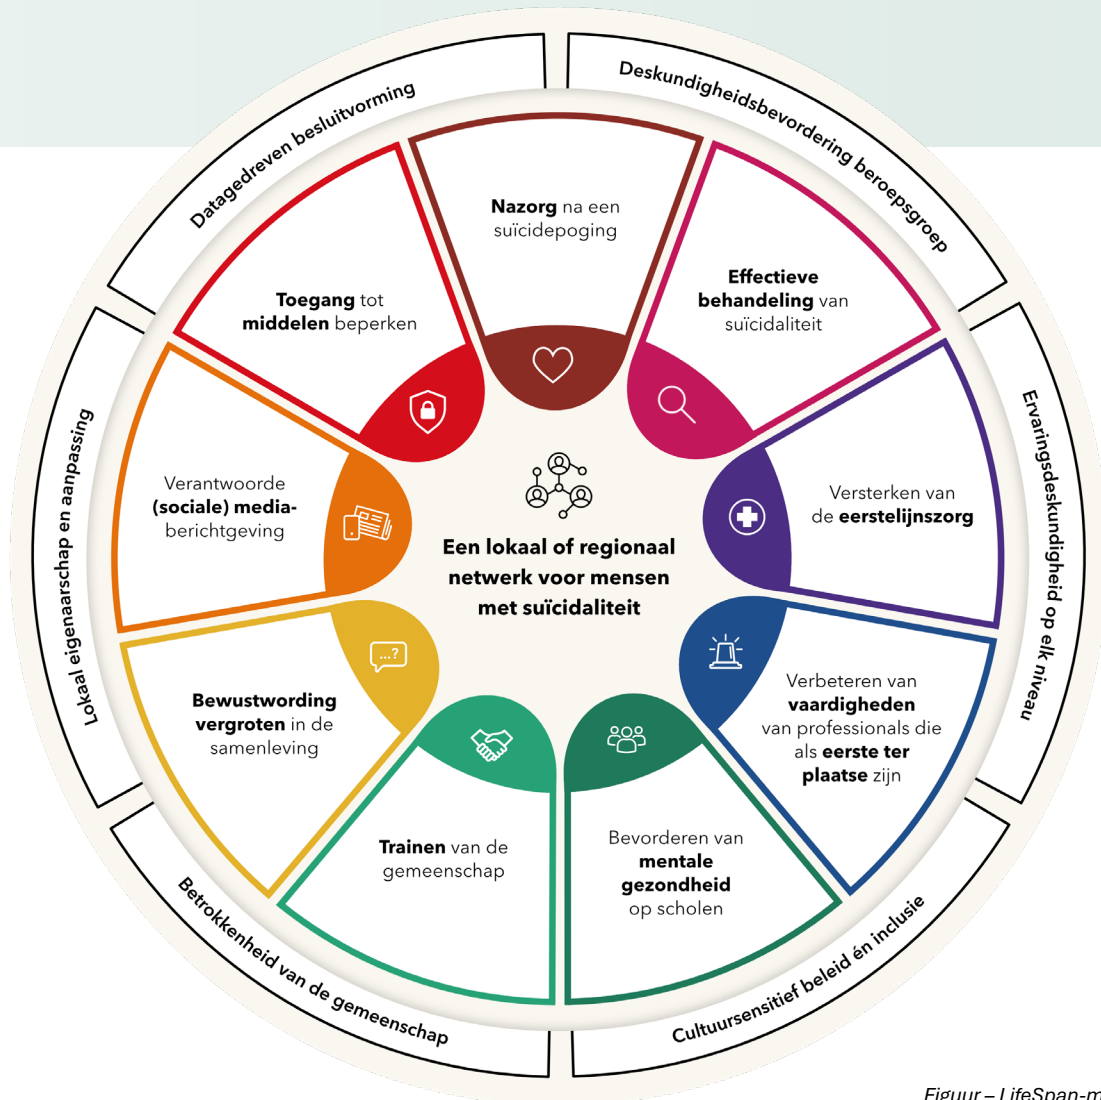 Datagedreven besluitvorming
Deskundigheidsbevordering beroepsgroep
Ervaringsdeskundigheid op elk niveau
Cultuursensitief beleid én inclusie
Betrokkenheid van de gemeenschap
Lokaal eigenaarschap en aanpassing
Nazorg na een
suïcidepoging
Effectieve
behandeling van
suïcidaliteit
Versterken van
de eerstelijnszorg
Verbeteren van
vaardigheden
van professionals die
als eerste ter
plaatse zijn
Bevorderen van
mentale
gezondheid
op scholen
Trainen van de
gemeenschap
Bewustwording
vergroten in de
samenleving
...?
Verantwoorde
(sociale) media-
berichtgeving
Toegang tot
middelen beperken
Een lokaal of regionaal
netwerk voor mensen
met suïcidaliteit
Figuur – LifeSpan-m